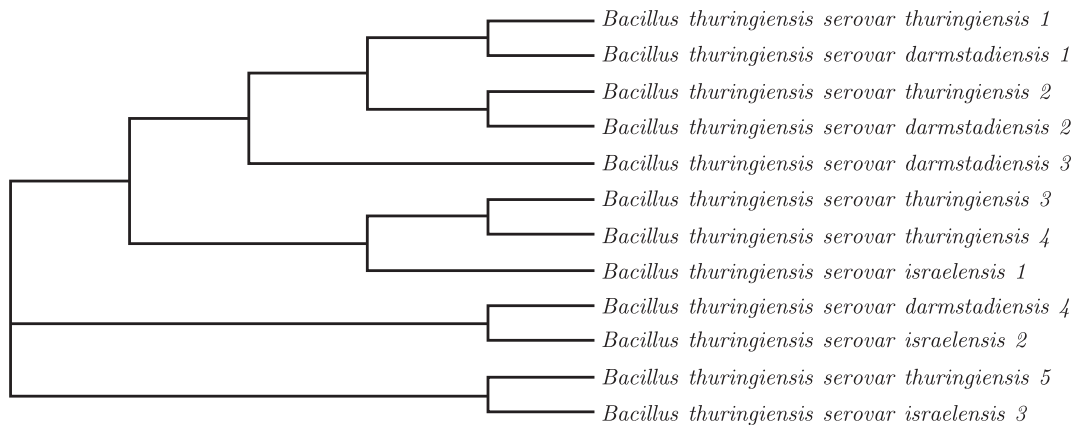 Bacillus thuringiensis serovar thuringiensis 1
Bacillus thuringiensis serovar darmstadiensis 1
Bacillus thuringiensis serovar thuringiensis 2
Bacillus thuringiensis serovar darmstadiensis 2
Bacillus thuringiensis serovar darmstadiensis 3
Bacillus thuringiensis serovar thuringiensis 3
Bacillus thuringiensis serovar thuringiensis 4
Bacillus thuringiensis serovar israelensis 1
Bacillus thuringiensis serovar darmstadiensis 4
Bacillus thuringiensis serovar israelensis 2
Bacillus thuringiensis serovar thuringiensis 5
Bacillus thuringiensis serovar israelensis 3